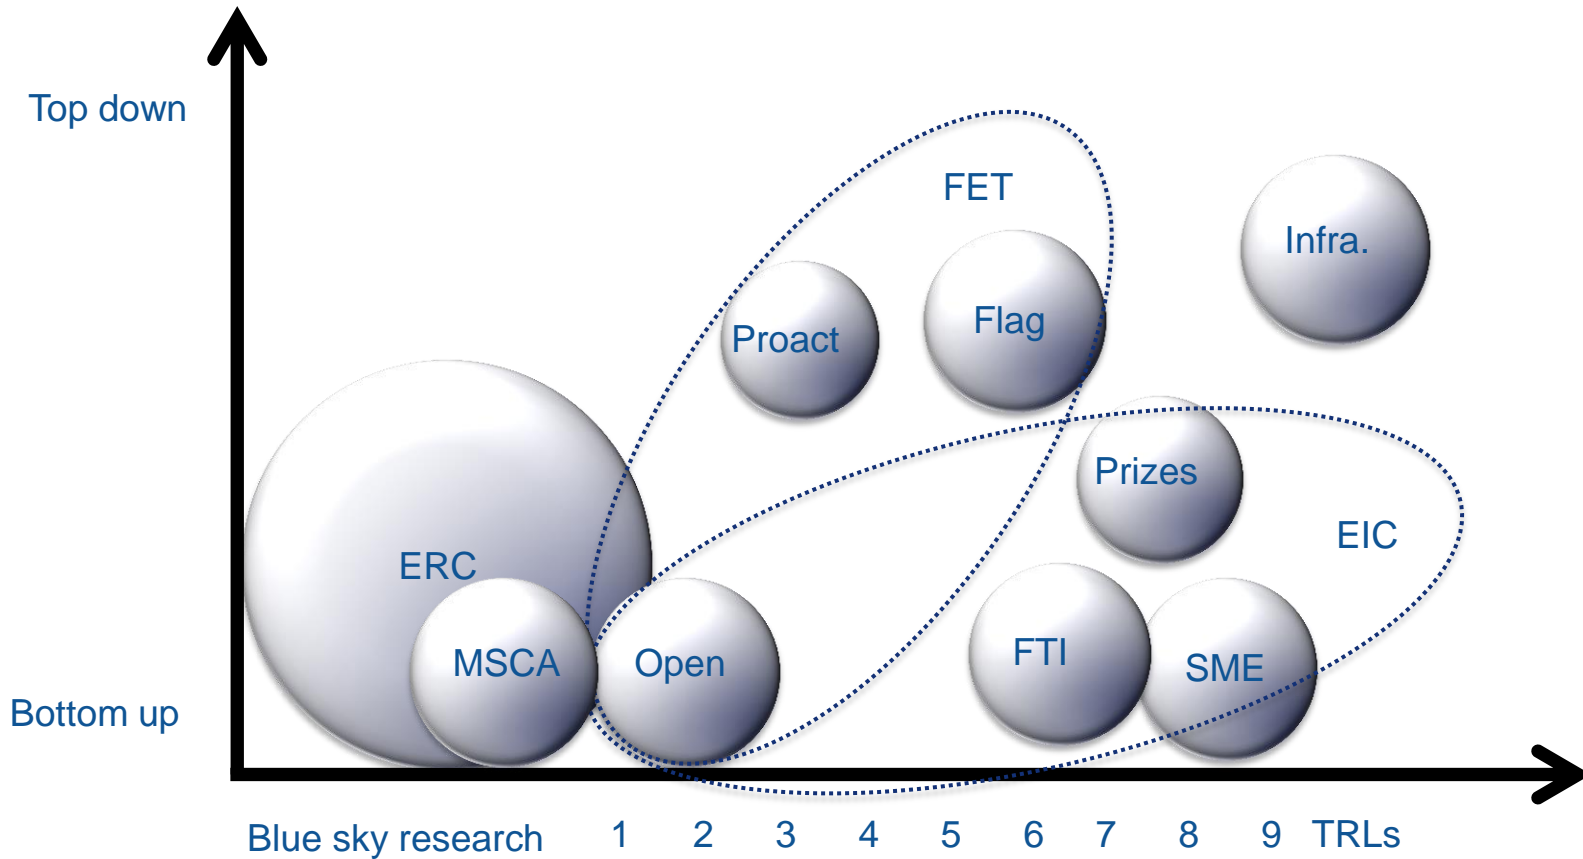 Top down
FET
Infra.
Flag
Proact
Prizes
EIC
ERC
FTI
MSCA
Open
SME
Bottom up
Blue sky research 1 2 3 4 5 6 7 8 9 TRLs